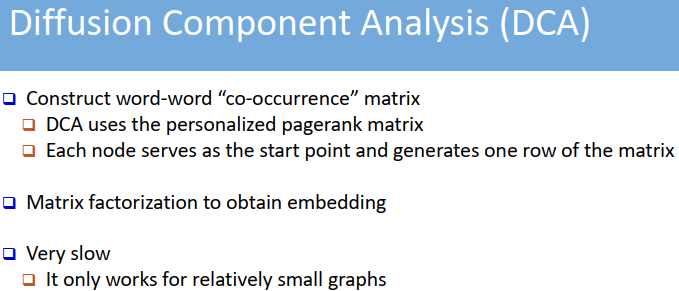 Diffusion Component Analysis (DCA)
Construct word-word “co-occurrence” matrix
DCA uses the personalized pagerank matrix
Each node serves as the start point and generates one row of the matrix
Matrix factorization to obtain embedding
Very slow
It only works for relatively small graphs